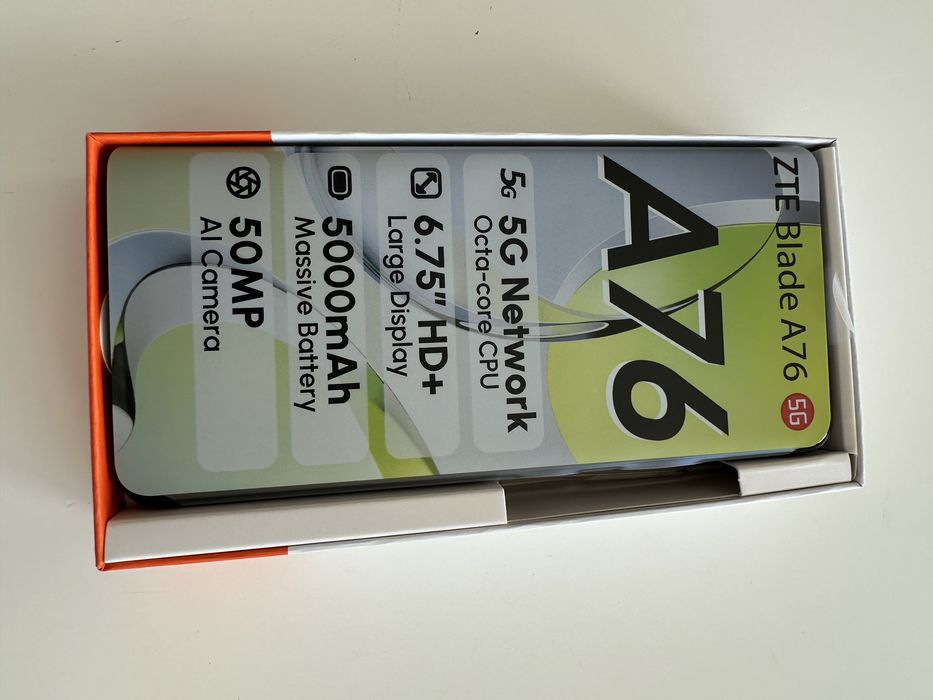 ZTE Blade A76 5G
A76
5G 5G Network
Octa-core CPU
6.75" HD+
Large Display
5000mAh
Massive Battery
50MP
AI Camera